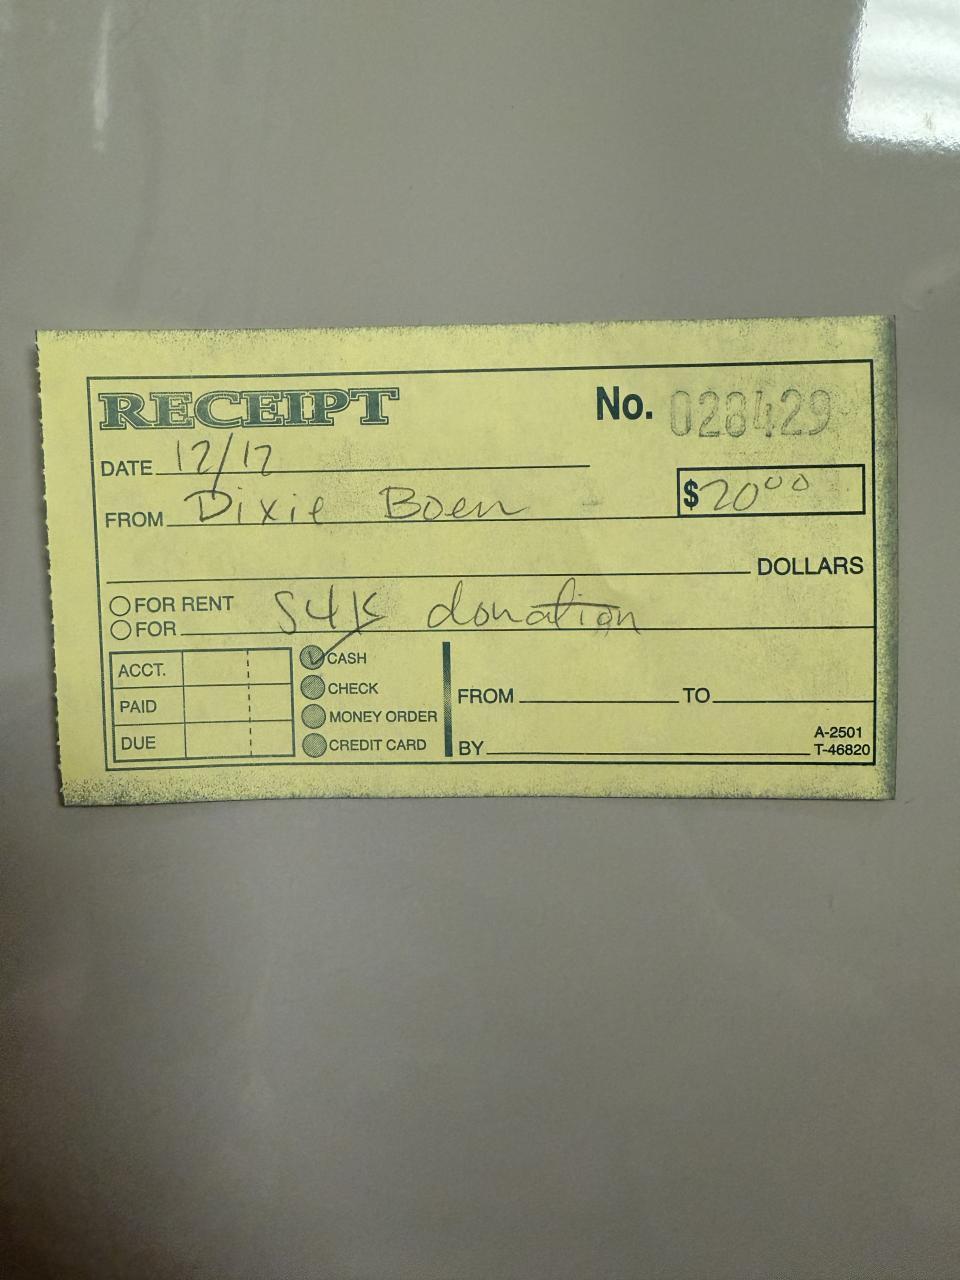 RECEIPT No. 028429
DATE 12/12
FROM Dixie Boen $2000
DOLLARS
FOR RENT
FOR S4K donation
ACCT.
PAID
DUE
CASH
CHECK
MONEY ORDER
CREDIT CARD
FROM TO
BY
A-2501
T-46820